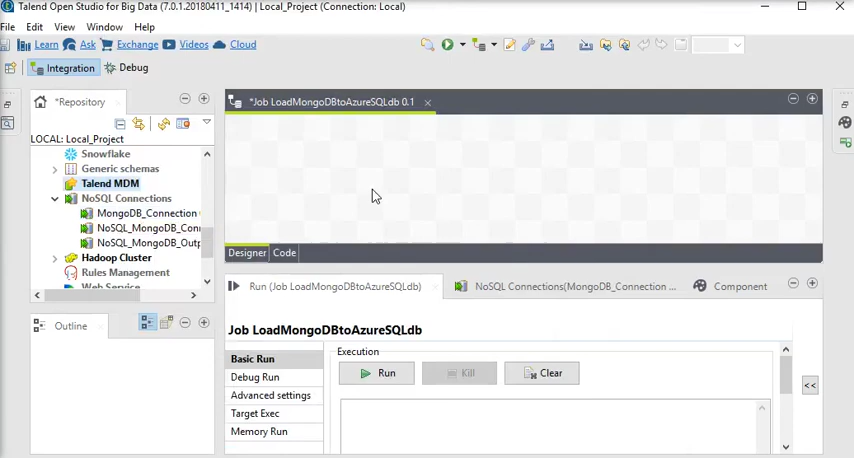 Talend Open Studio for Big Data (7.0.1.20180411_1414) | Local_Project (Connection: Local)
File Edit View Window Help
Learn Ask Exchange Videos Cloud
Integration Debug
*Repository
LOCAL: Local_Project
Snowflake
Generic schemas
Talend MDM
NoSQL Connections
MongoDB_Connection
NoSQL_MongoDB_Con
NoSQL_MongoDB_Outp
Hadoop Cluster
Rules Management
Web Service
Outline
*Job LoadMongoDBtoAzureSQLdb 0.1
Designer Code
Run (Job LoadMongoDBtoAzureSQLdb)
NoSQL Connections(MongoDB_Connection ...
Component
Job LoadMongoDBtoAzureSQLdb
Basic Run
Debug Run
Advanced settings
Target Exec
Memory Run
Execution
Run Kill Clear
<<